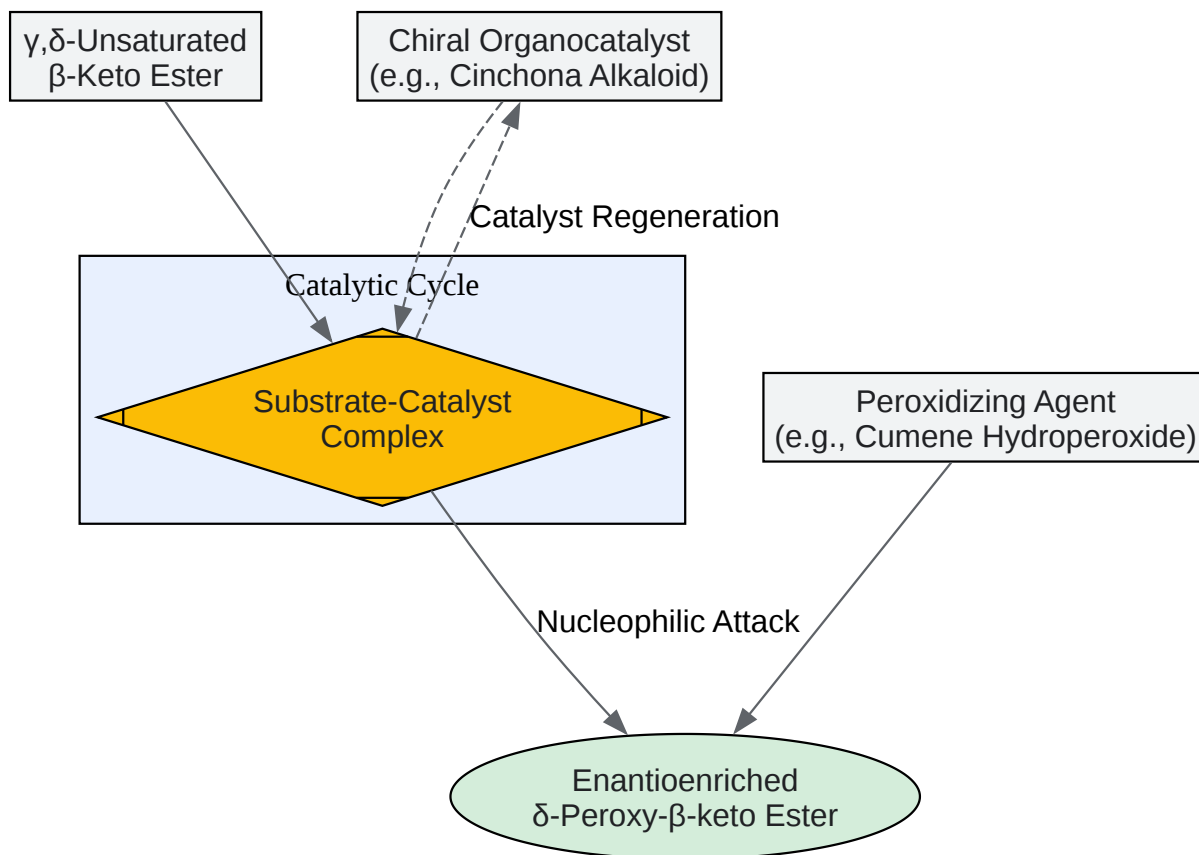 γ,δ-Unsaturated
β-Keto Ester
Chiral Organocatalyst
(e.g., Cinchona Alkaloid)
Catalyst Regeneration
Catalytic Cycle
Substrate-Catalyst
Complex
Peroxidizing Agent
(e.g., Cumene Hydroperoxide)
Nucleophilic Attack
Enantioenriched
δ-Peroxy-β-keto Ester